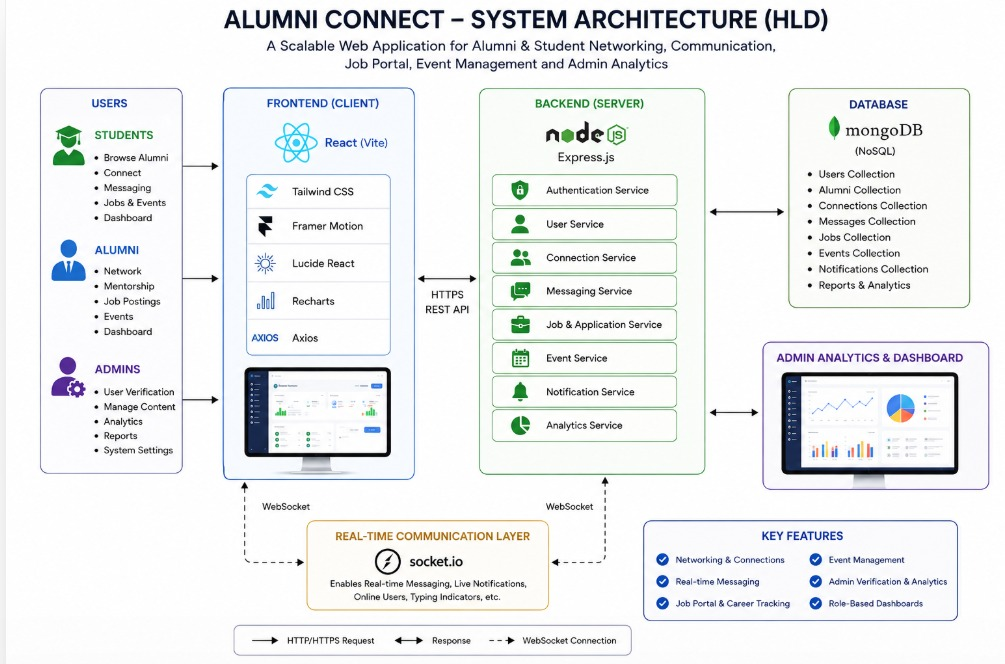 ALUMNI CONNECT – SYSTEM ARCHITECTURE (HLD)
A Scalable Web Application for Alumni & Student Networking, Communication,
Job Portal, Event Management and Admin Analytics
USERS
STUDENTS
• Browse Alumni
• Connect
• Messaging
• Jobs & Events
• Dashboard
ALUMNI
• Network
• Mentorship
• Job Postings
• Events
• Dashboard
ADMINS
• User Verification
• Manage Content
• Analytics
• Reports
• System Settings
FRONTEND (CLIENT)
React (Vite)
Tailwind CSS
Framer Motion
Lucide React
Recharts
AXIOS Axios
HTTPS
REST API
BACKEND (SERVER)
node JS
Express.js
Authentication Service
User Service
Connection Service
Messaging Service
Job & Application Service
Event Service
Notification Service
Analytics Service
DATABASE
mongoDB
(NoSQL)
• Users Collection
• Alumni Collection
• Connections Collection
• Messages Collection
• Jobs Collection
• Events Collection
• Notifications Collection
• Reports & Analytics
ADMIN ANALYTICS & DASHBOARD
WebSocket
WebSocket
REAL-TIME COMMUNICATION LAYER
socket.io
Enables Real-time Messaging, Live Notifications,
Online Users, Typing Indicators, etc.
KEY FEATURES
Networking & Connections
Real-time Messaging
Job Portal & Career Tracking
Event Management
Admin Verification & Analytics
Role-Based Dashboards
HTTP/HTTPS Request
Response
WebSocket Connection